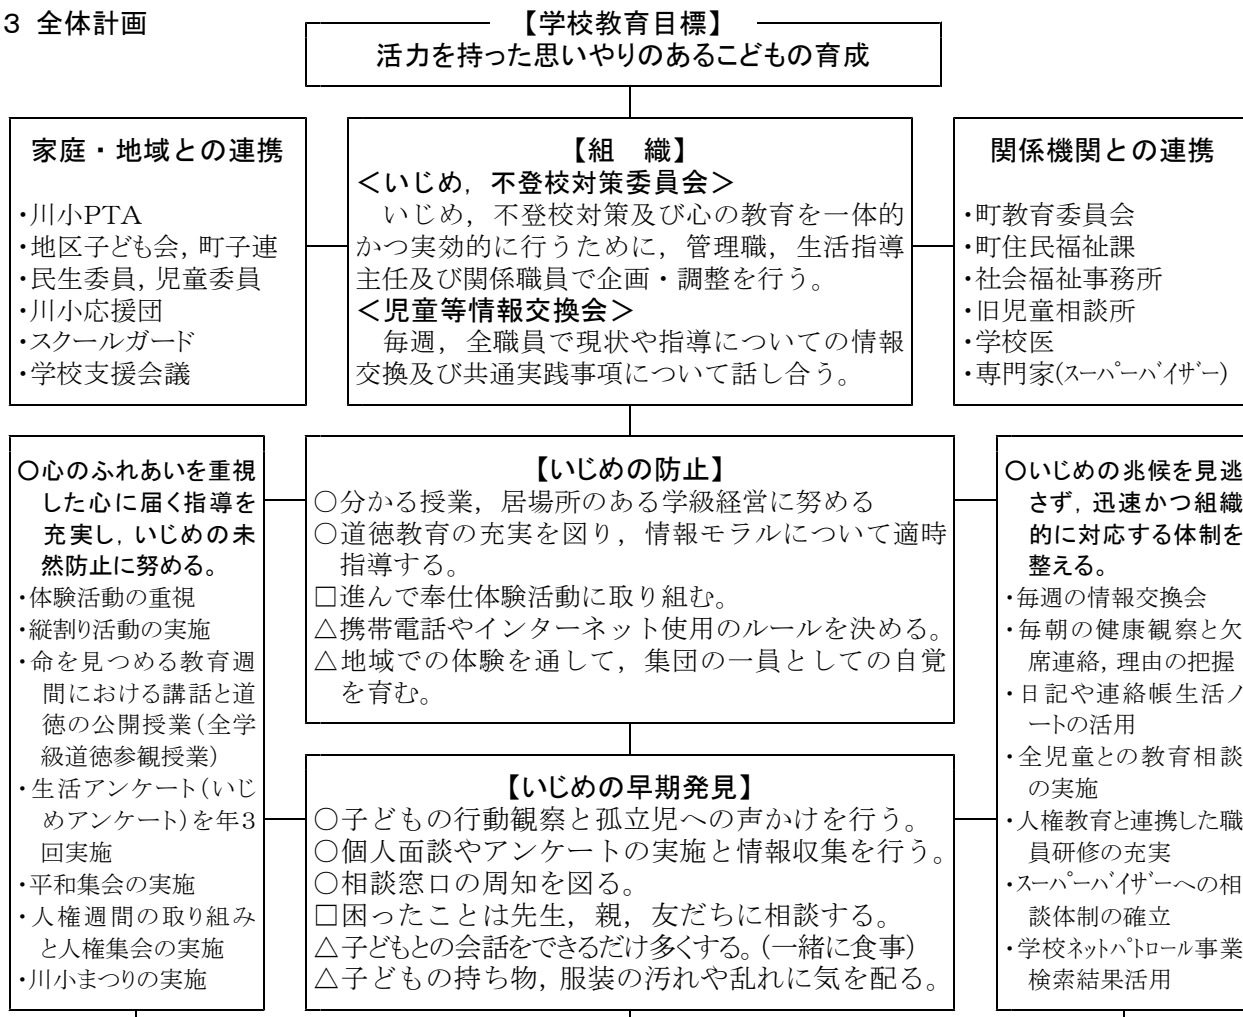 3 全体計画
【学校教育目標】
活力を持った思いやりのあるこどもの育成
家庭・地域との連携
・川小PTA
・地区子ども会，町子連
・民生委員，児童委員
・川小応援団
・スクールガード
・学校支援会議
【組　織】
＜いじめ，不登校対策委員会＞
いじめ，不登校対策及び心の教育を一体的
かつ実効的に行うために，管理職，生活指導
主任及び関係職員で企画・調整を行う。
＜児童等情報交換会＞
毎週，全職員で現状や指導についての情報
交換及び共通実践事項について話し合う。
関係機関との連携
・町教育委員会
・町住民福祉課
・社会福祉事務所
・旧児童相談所
・学校医
・専門家(ｽｰﾊﾟｰﾊﾞｲｻﾞｰ)
○心のふれあいを重視
した心に届く指導を
充実し，いじめの未
然防止に努める。
・体験活動の重視
・縦割り活動の実施
・命を見つめる教育週
間における講話と道
徳の公開授業（全学
級道徳参観授業）
・生活アンケート（いじ
めアンケート）を年3
回実施
・平和集会の実施
・人権週間の取り組み
と人権集会の実施
・川小まつりの実施
【いじめの防止】
○分かる授業，居場所のある学級経営に努める
○道徳教育の充実を図り，情報モラルについて適時
指導する。
□進んで奉仕体験活動に取り組む。
△携帯電話やインターネット使用のルールを決める。
△地域での体験を通して，集団の一員としての自覚
を育む。
【いじめの早期発見】
○子どもの行動観察と孤立児への声かけを行う。
○個人面談やアンケートの実施と情報収集を行う。
○相談窓口の周知を図る。
□困ったことは先生，親，友だちに相談する。
△子どもとの会話をできるだけ多くする。（一緒に食事）
△子どもの持ち物，服装の汚れや乱れに気を配る。
○いじめの兆候を見逃
さず，迅速かつ組織
的に対応する体制を
整える。
・毎週の情報交換会
・毎朝の健康観察と欠
席連絡，理由の把握
・日記や連絡帳生活ノ
ートの活用
・全児童との教育相談
の実施
・人権教育と連携した職
員研修の充実
・ｽｰﾊﾟｰﾊﾞｲｻﾞｰへの相
談体制の確立
・学校ﾈｯﾄﾊﾟﾄﾛｰﾙ事業
検索結果活用